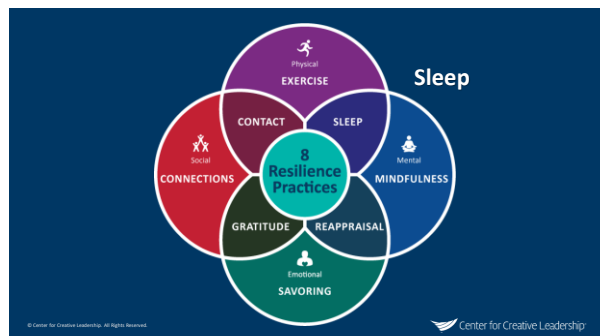 Physical
EXERCISE
Sleep
CONTACT
SLEEP
Social
CONNECTIONS
8
Resilience
Practices
Mental
MINDFULNESS
GRATITUDE
REAPPRAISAL
Emotional
SAVORING
© Center for Creative Leadership. All Rights Reserved.
Center for Creative Leadership